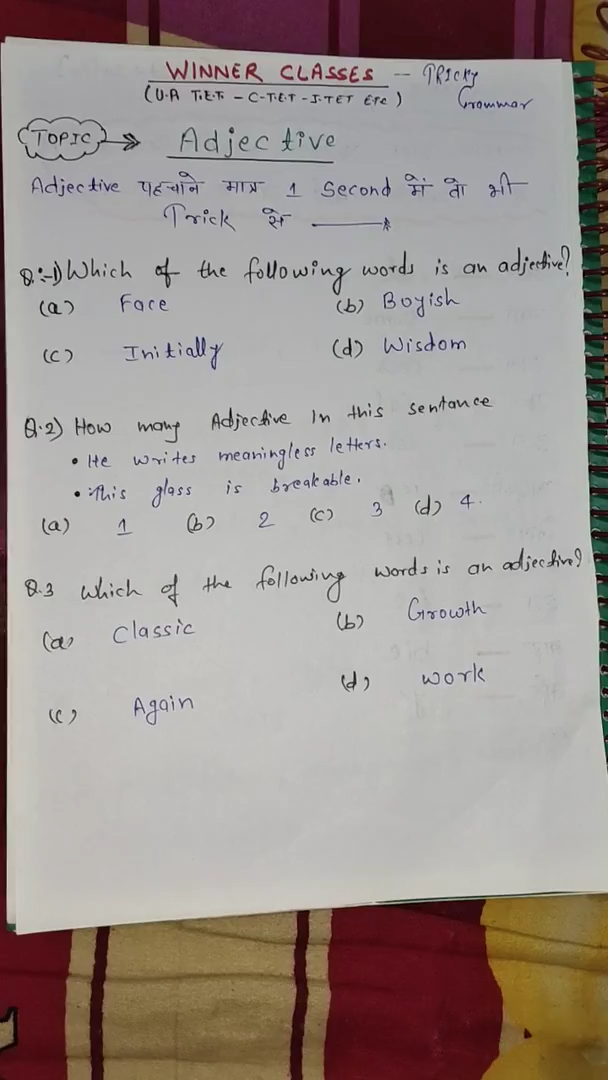 WINNER CLASSES - Tricky
(U.P T.E.T. - C-T.E.T - S-TET ETC) Grammar
TOPIC Adjective
Adjective पहचाने मात्र 1 Second में वो भी
Trick से
Q:-1) Which of the following words is an adjective?
(a) Face (b) Boyish
(c) Initially (d) Wisdom
Q.2) How many Adjective in this sentance
• He writes meaningless letters.
• This glass is breakable.
(a) 1 (b) 2 (c) 3 (d) 4.
Q.3 Which of the following words is an adjective?
(a) Classic (b) Growth
(c) Again (d) work